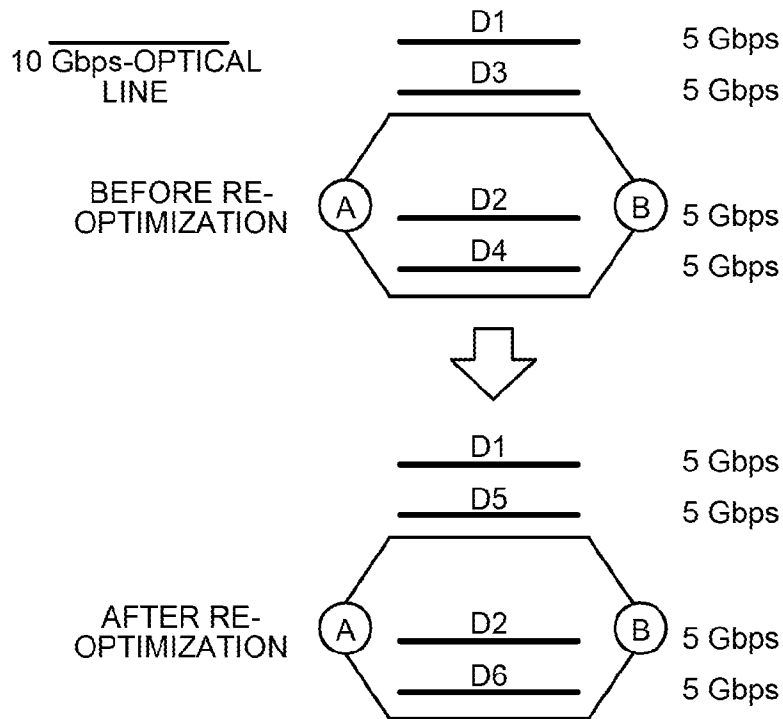 D1 5 Gbps
10 Gbps-OPTICAL
LINE
D3 5 Gbps
BEFORE RE-
OPTIMIZATION
A D2 B 5 Gbps
D4 5 Gbps
D1 5 Gbps
D5 5 Gbps
AFTER RE-
OPTIMIZATION
A D2 B 5 Gbps
D6 5 Gbps